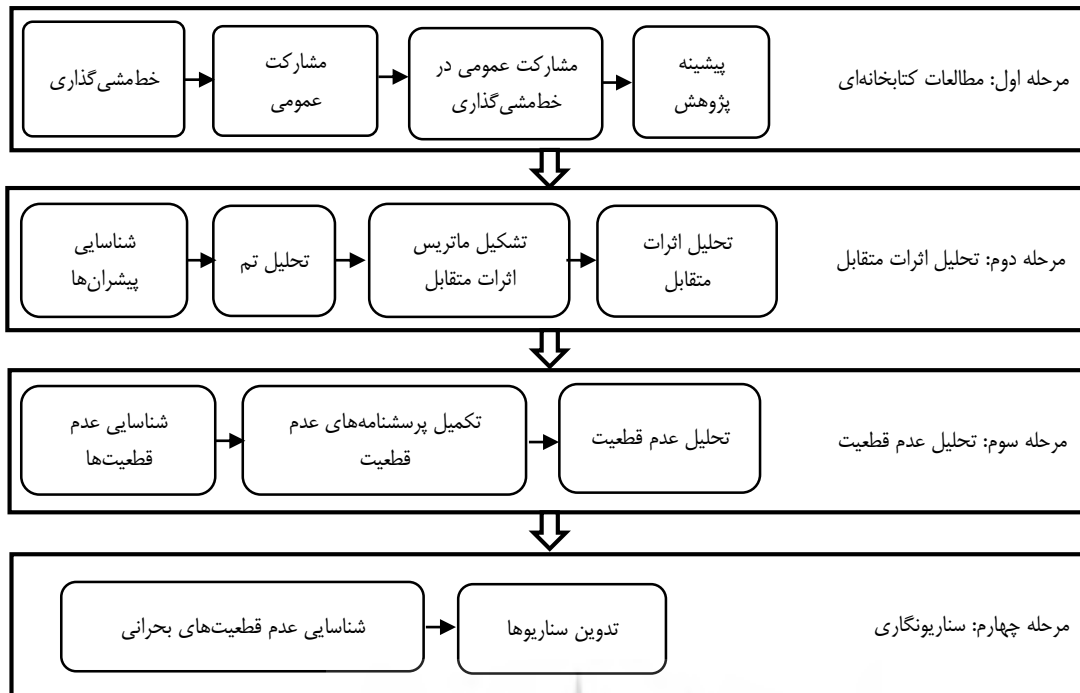 مرحله اول: مطالعات کتابخانه‌ای
خط‌مشی‌گذاری
مشارکت
عمومی
مشارکت عمومی در
خط‌مشی‌گذاری
پیشینه
پژوهش
مرحله دوم: تحلیل اثرات متقابل
شناسایی
پیشران‌ها
تحلیل تم
تشکیل ماتریس
اثرات متقابل
تحلیل اثرات
متقابل
مرحله سوم: تحلیل عدم قطعیت
شناسایی عدم
قطعیت‌ها
تکمیل پرسشنامه‌های عدم
قطعیت
تحلیل عدم قطعیت
مرحله چهارم: سناریونگاری
شناسایی عدم قطعیت‌های بحرانی
تدوین سناریوها